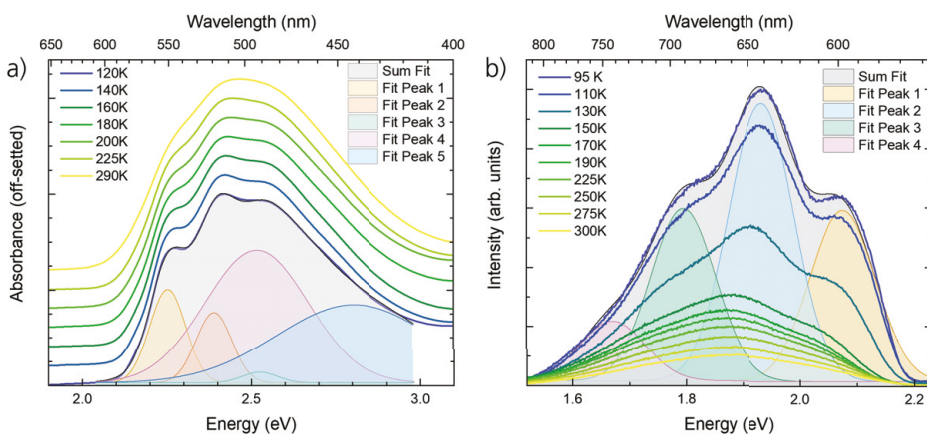 Wavelength (nm)
650 600 550 500 440 400
a)
120K
140K
160K
180K
200K
225K
290K
Sum Fit
Fit Peak 1
Fit Peak 2
Fit Peak 3
Fit Peak 4
Fit Peak 5
Absorbance (off-setted)
2.0 2.5 3.0
Energy (eV)
Wavelength (nm)
800 750 700 650 600
b)
95 K
110K
130K
150K
170K
190K
225K
250K
275K
300K
Sum Fit
Fit Peak 1
Fit Peak 2
Fit Peak 3
Fit Peak 4
Intensity (arb. units)
1.6 1.8 2.0 2.2
Energy (eV)